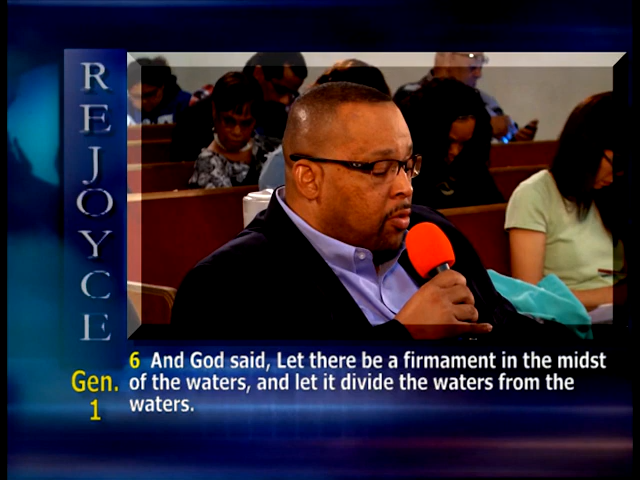 REJOYCE
Gen.
1
6 And God said, Let there be a firmament in the midst
of the waters, and let it divide the waters from the
waters.